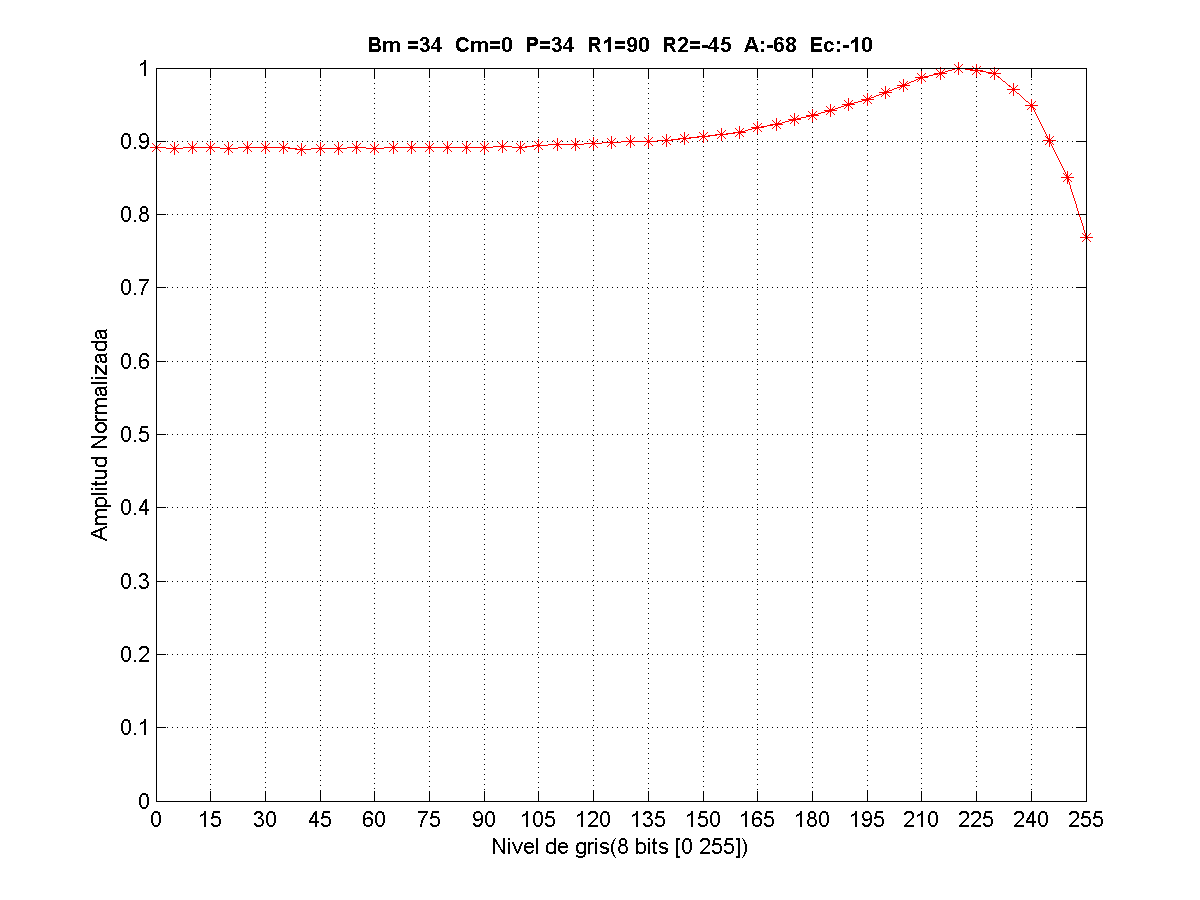 Bm =34 Cm=0 P=34 R1=90 R2=-45 A:-68 Ec:-10
1
0.9
0.8
0.7
0.6
0.5
0.4
0.3
0.2
0.1
0
Amplitud Normalizada
0 15 30 45 60 75 90 105 120 135 150 165 180 195 210 225 240 255
Nivel de gris(8 bits [0 255])